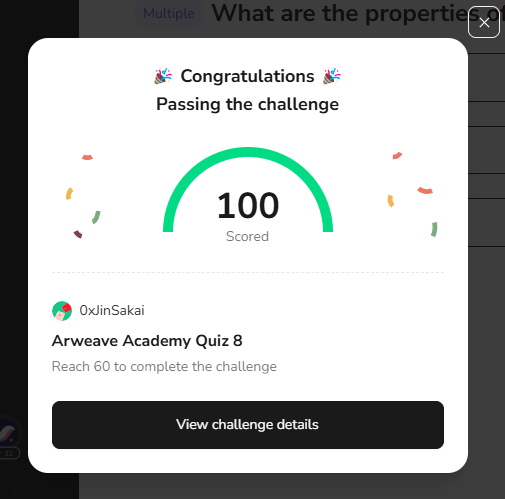 Multiple What are the properties of
Congratulations
Passing the challenge
100
Scored
0xJinSakai
Arweave Academy Quiz 8
Reach 60 to complete the challenge
View challenge details